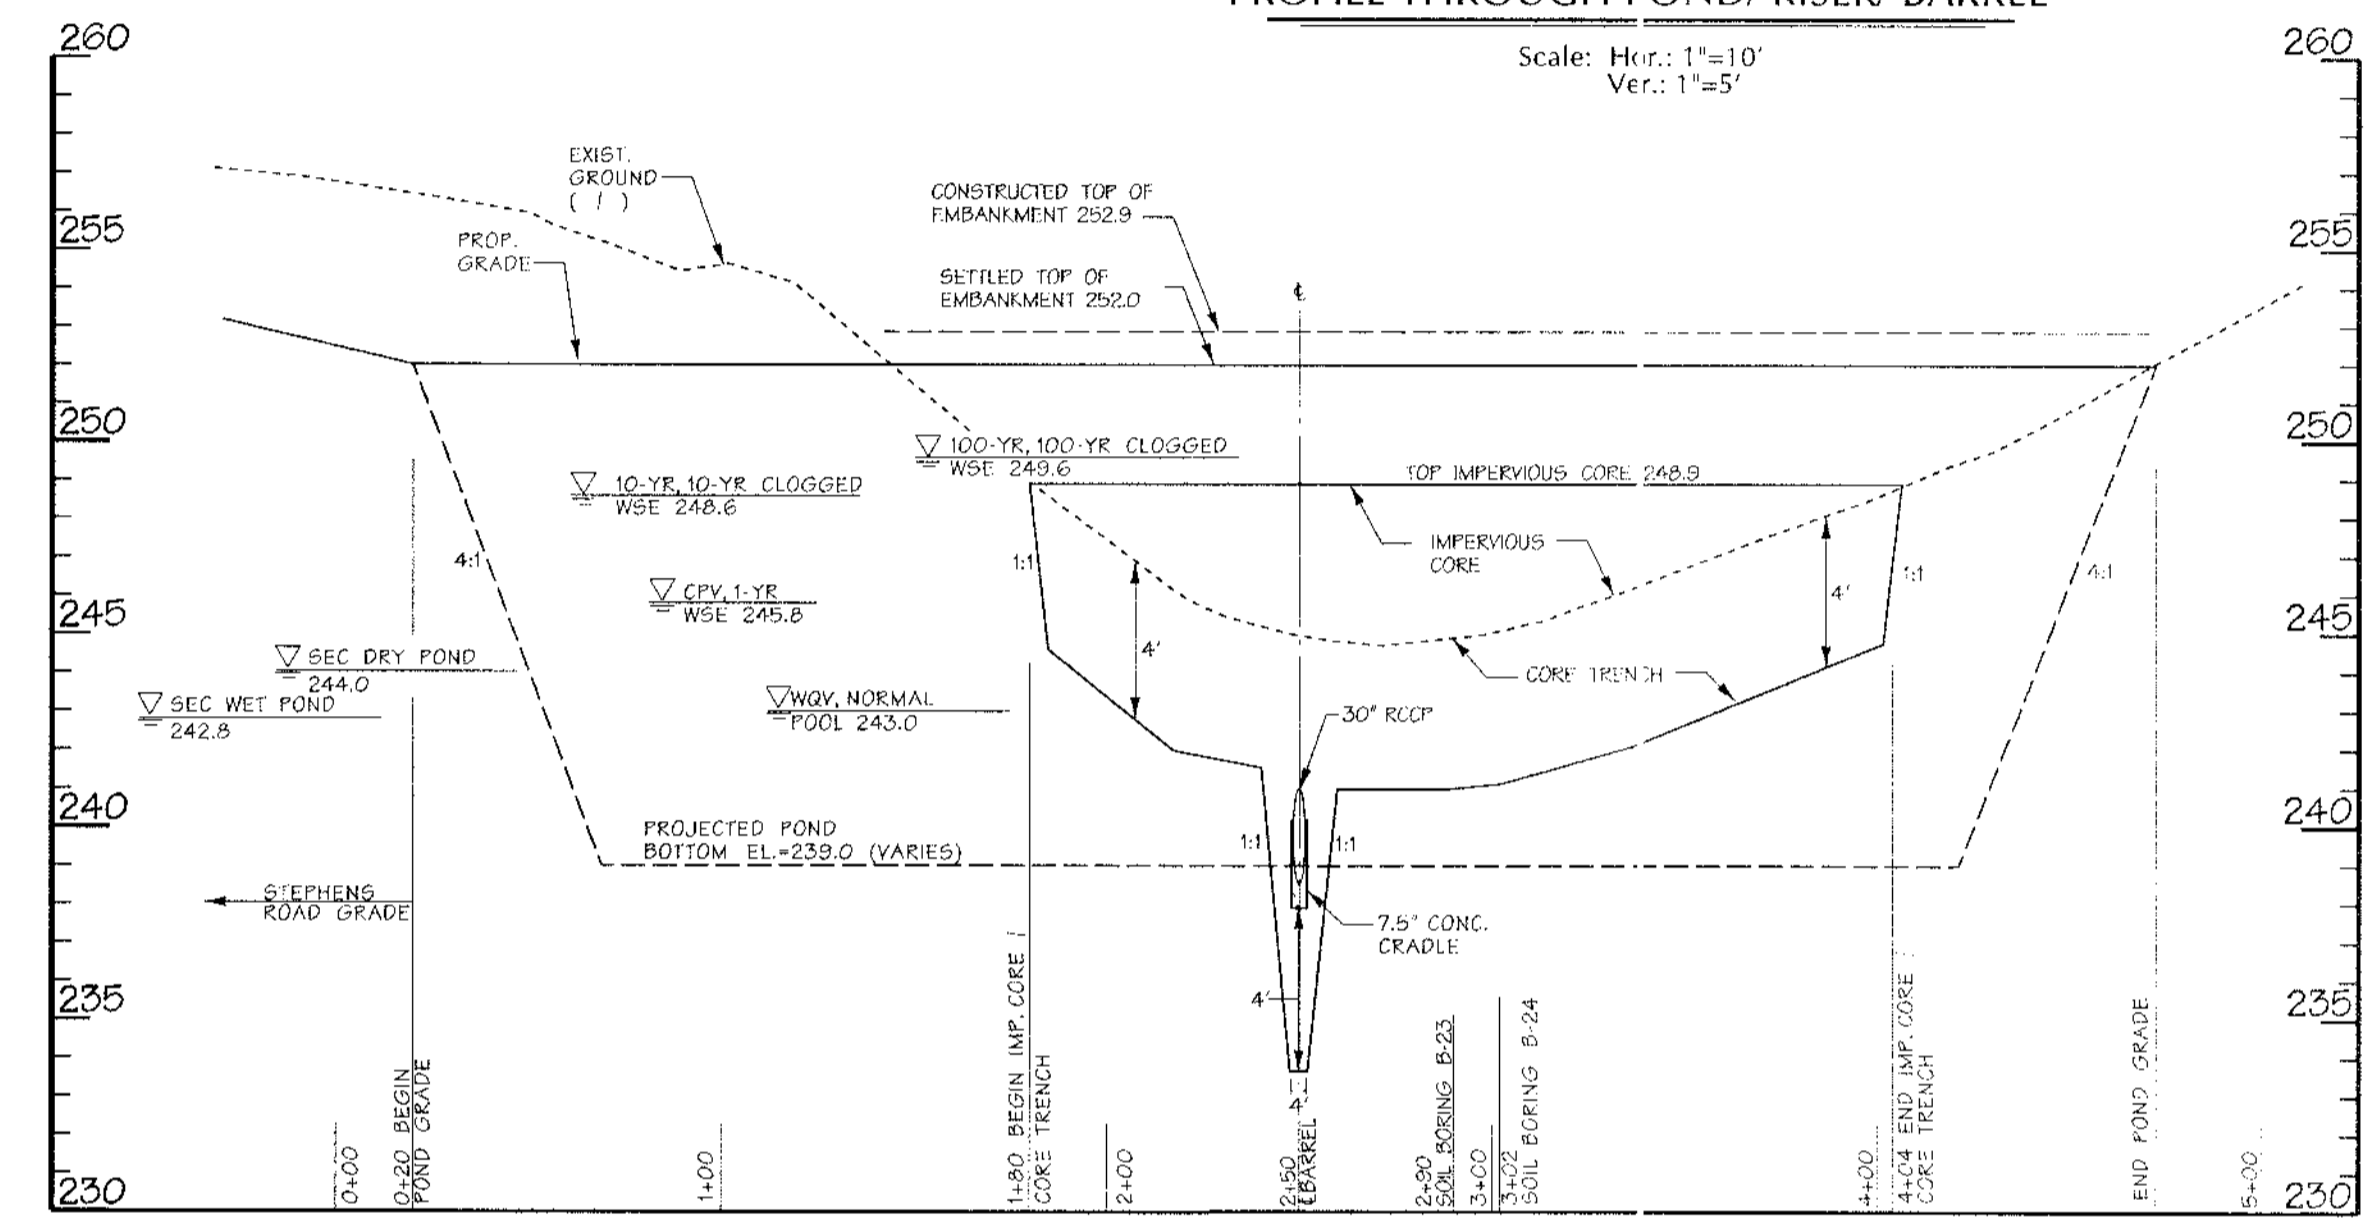 PROFILE THROUGH POND/ RISER/ BARREL
Scale: Hor.: 1"=10'
Ver.: 1"=5'
260
255
250
245
240
235
230
260
255
250
245
240
235
230
EXIST.
GROUND
PROP.
GRADE
CONSTRUCTED TOP OF
EMBANKMENT 252.9
SETTLED TOP OF
EMBANKMENT 252.0
100-YR, 100-YR CLOGGED
WSE 249.6
10-YR, 10-YR CLOGGED
WSE 248.6
TOP IMPERVIOUS CORE 248.9
IMPERVIOUS
CORE
4:1
1:1
1:1
4:1
4'
4'
CPV, 1-YR
WSE 245.8
SEC DRY POND
244.0
SEC WET POND
242.8
WQV, NORMAL
POOL 243.0
CORE TRENCH
30" RCCP
1:1
1:1
PROJECTED POND
BOTTOM EL.=239.0 (VARIES)
STEPHENS
ROAD GRADE
7.5" CONC.
CRADLE
4'
4'
0+00
0+20 BEGIN
POND GRADE
1+00
1+80 BEGIN IMP. CORE /
CORE TRENCH
2+00
2+50
BARREL
2+90
SOIL BORING B-23
3+00
3+02
SOIL BORING B-24
4+00
4+04 END IMP. CORE /
CORE TRENCH
END POND GRADE
5+00